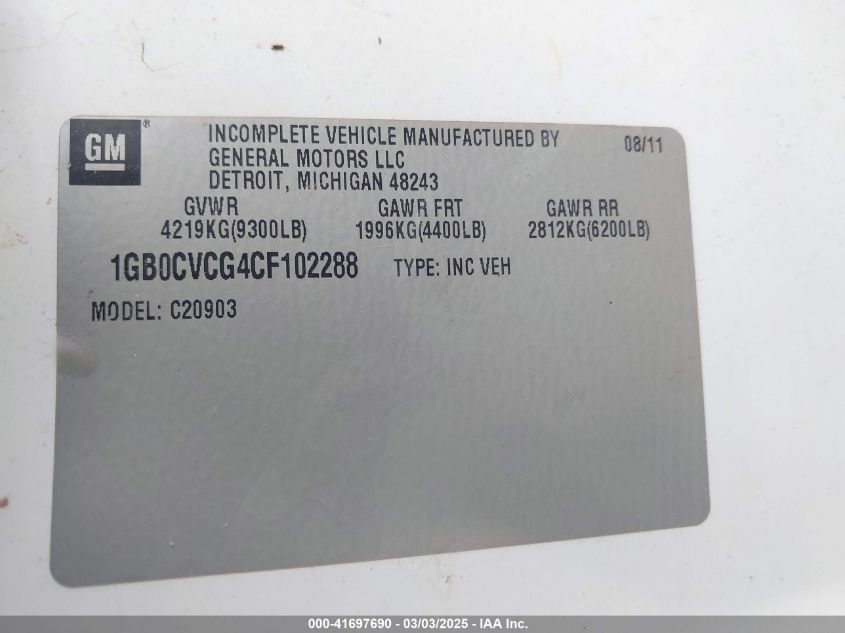 GM ®
INCOMPLETE VEHICLE MANUFACTURED BY 08/11
GENERAL MOTORS LLC
DETROIT, MICHIGAN 48243
GVWR GAWR FRT GAWR RR
4219KG(9300LB) 1996KG(4400LB) 2812KG(6200LB)
1GB0CVCG4CF102288 TYPE: INC VEH
MODEL: C20903
000-41697690 - 03/03/2025 - IAA Inc.